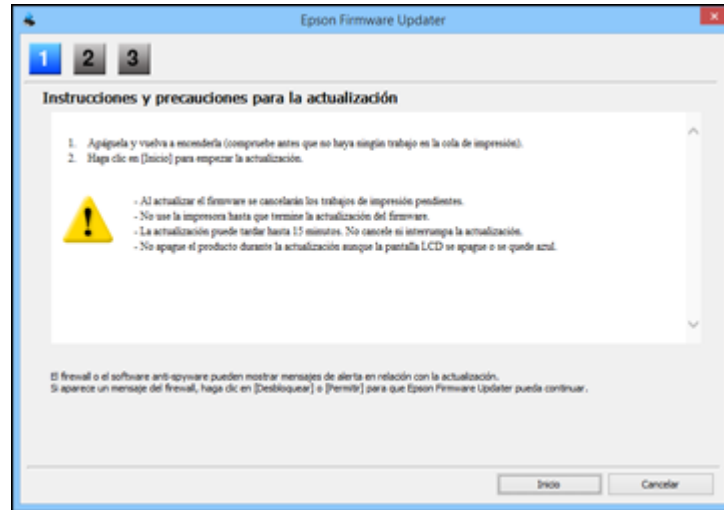 Epson Firmware Updater
1 2 3
Instrucciones y precauciones para la actualización
1. Apáguela y vuelva a encenderla (compruebe antes que no haya ningún trabajo en la cola de impresión).
2. Haga clic en [Inicio] para empezar la actualización.
- Al actualizar el firmware se cancelarán los trabajos de impresión pendientes.
- No use la impresora hasta que termine la actualización del firmware.
- La actualización puede tardar hasta 15 minutos. No cancele ni interrumpa la actualización.
- No apague el producto durante la actualización aunque la pantalla LCD se apague o se quede azul.
El firewall o el software anti-spyware pueden mostrar mensajes de alerta en relación con la actualización.
Si aparece un mensaje del firewall, haga clic en [Desbloquear] o [Permitir] para que Epson Firmware Updater pueda continuar.
Inicio Cancelar